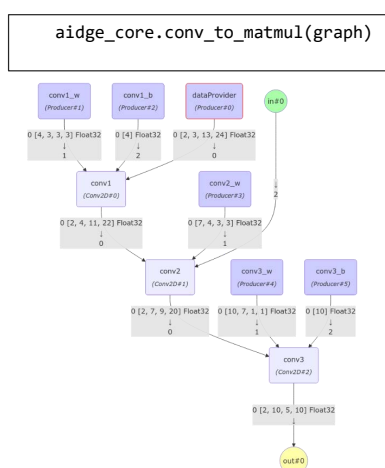 aidge_core.conv_to_matmul(graph)
conv1_w
(Producer#1)
conv1_b
(Producer#2)
dataProvider
(Producer#0)
in#0
0 [4, 3, 3, 3] Float32
↓
1
0 [4] Float32
↓
2
0 [2, 3, 13, 24] Float32
↓
0
↓
2
conv1
(Conv2D#0)
conv2_w
(Producer#3)
0 [2, 4, 11, 22] Float32
↓
0
0 [7, 4, 3, 3] Float32
↓
1
conv2
(Conv2D#1)
conv3_w
(Producer#4)
conv3_b
(Producer#5)
0 [2, 7, 9, 20] Float32
↓
0
0 [10, 7, 1, 1] Float32
↓
1
0 [10] Float32
↓
2
conv3
(Conv2D#2)
0 [2, 10, 5, 10] Float32
↓
0
out#0